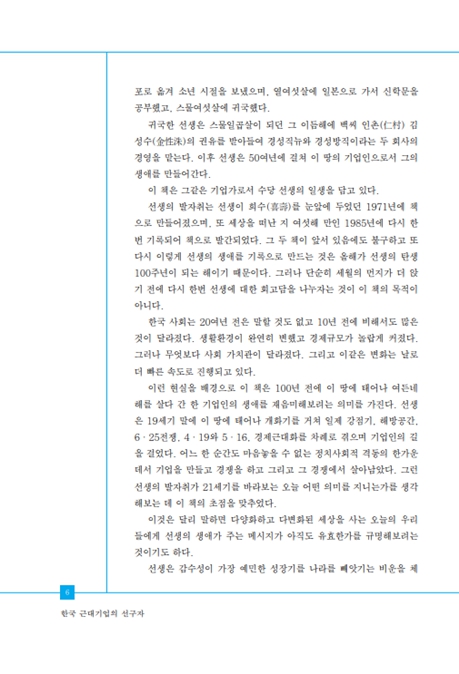 포로 옮겨 소년 시절을 보냈으며, 열여섯살에 일본으로 가서 신학문을
공부했고, 스물여섯살에 귀국했다.
귀국한 선생은 스물일곱살이 되던 그 이듬해에 백씨 인촌(仁村) 김
성수(金性洙)의 권유를 받아들여 경성직뉴와 경성방직이라는 두 회사의
경영을 맡는다. 이후 선생은 50여년에 걸쳐 이 땅의 기업인으로서 그의
생애를 만들어간다.
이 책은 그같은 기업가로서 수당 선생의 일생을 담고 있다.
선생의 발자취는 선생이 희수(喜壽)를 눈앞에 두었던 1971년에 책
으로 만들어졌으며, 또 세상을 떠난 지 여섯해 만인 1985년에 다시 한
번 기록되어 책으로 발간되었다. 그 두 책이 앞서 있음에도 불구하고 또
다시 이렇게 선생의 생애를 기록으로 만드는 것은 올해가 선생의 탄생
100주년이 되는 해이기 때문이다. 그러나 단순히 세월의 먼지가 더 앉
기 전에 다시 한번 선생에 대한 회고담을 나누자는 것이 이 책의 목적이
아니다.
한국 사회는 20여년 전은 말할 것도 없고 10년 전에 비해서도 많은
것이 달라졌다. 생활환경이 완연히 변했고 경제규모가 놀랍게 커졌다.
그러나 무엇보다 사회 가치관이 달라졌다. 그리고 이같은 변화는 날로
더 빠른 속도로 진행되고 있다.
이런 현실을 배경으로 이 책은 100년 전에 이 땅에 태어나 여든네
해를 살다 간 한 기업인의 생애를 재음미해보려는 의미를 가진다. 선생
은 19세기 말에 이 땅에 태어나 개화기를 거쳐 일제 강점기, 해방공간,
6·25전쟁, 4·19와 5·16, 경제근대화를 차례로 겪으며 기업인의 길
을 걸었다. 어느 한 순간도 마음놓을 수 없는 정치사회적 격동의 한가운
데서 기업을 만들고 경쟁을 하고 그리고 그 경쟁에서 살아남았다. 그런
선생의 발자취가 21세기를 바라보는 오늘 어떤 의미를 지니는가를 생각
해보는 데 이 책의 초점을 맞추었다.
이것은 달리 말하면 다양화하고 다변화된 세상을 사는 오늘의 우리
들에게 선생의 생애가 주는 메시지가 아직도 유효한가를 규명해보려는
것이기도 하다.
선생은 감수성이 가장 예민한 성장기를 나라를 빼앗기는 비운을 체
6
한국 근대기업의 선구자